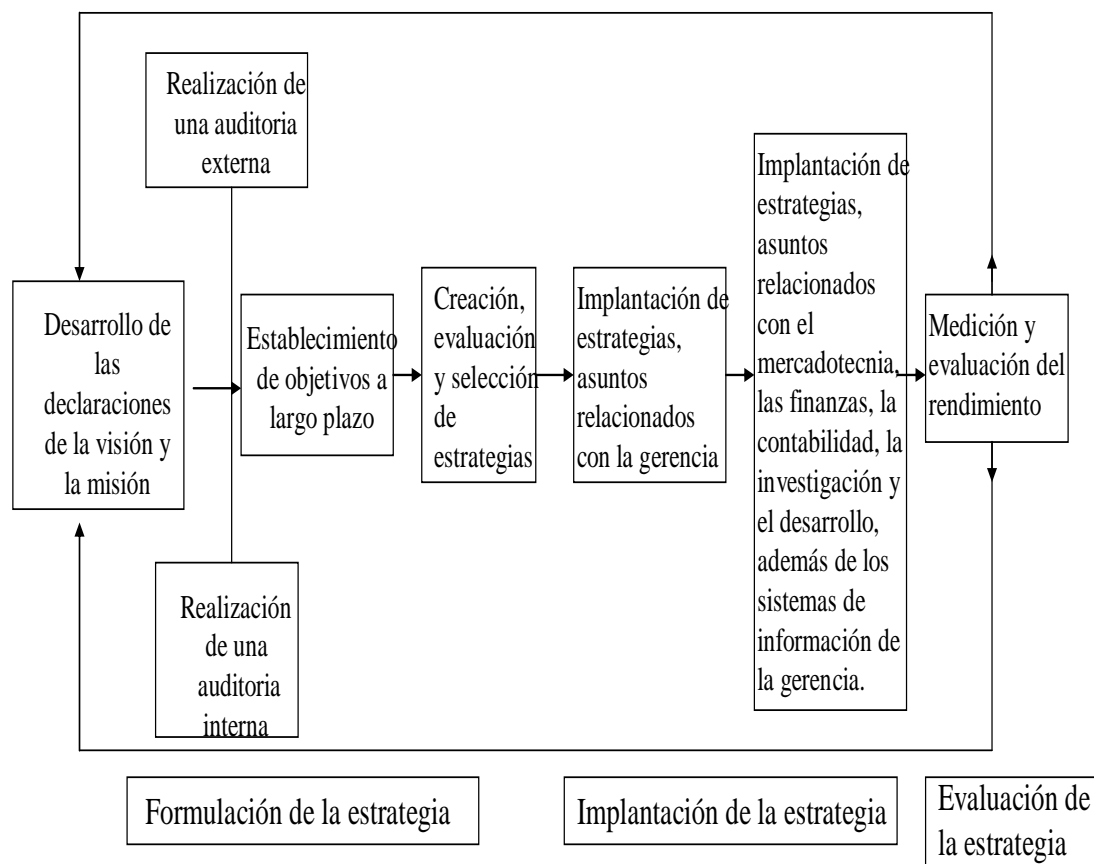 Realización de
una auditoria
externa
Desarrollo de
las
declaraciones
de la visión y
la misión
Realización
de una
auditoria
interna
Establecimiento
de objetivos a
largo plazo
Creación,
evaluación
y selección
de
estrategias
Implantación de
estrategias,
asuntos
relacionados
con la gerencia
Implantación de
estrategias,
asuntos
relacionados
con el
mercadotecnia,
las finanzas, la
contabilidad, la
investigación y
el desarrollo,
además de los
sistemas de
información de
la gerencia.
Medición y
evaluación del
rendimiento
Formulación de la estrategia
Implantación de la estrategia
Evaluación de
la estrategia